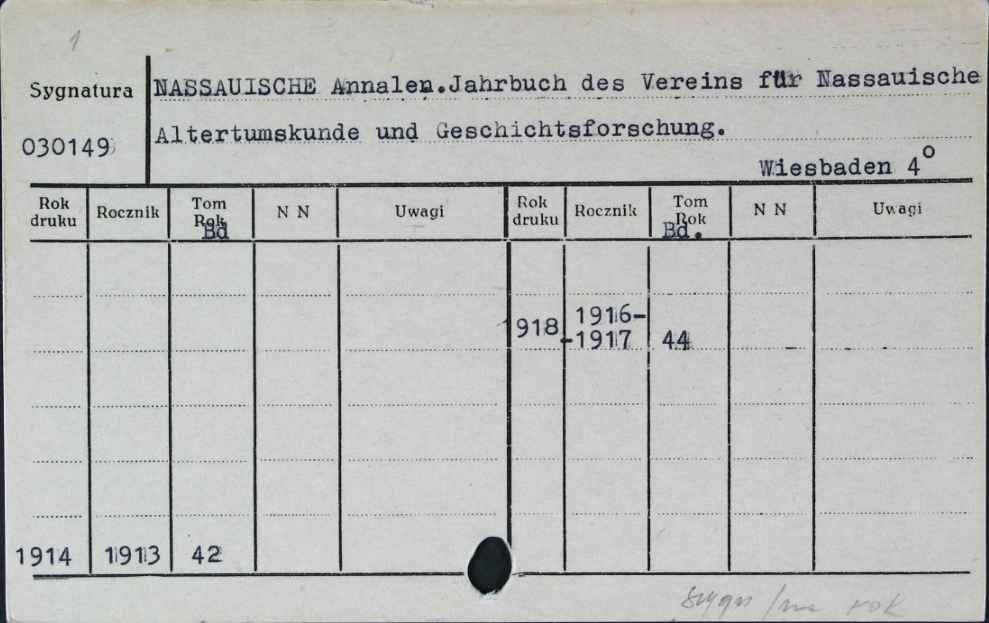 1
Sygnatura
030149
NASSAUISCHE Annalen.Jahrbuch des Vereins für Nassauische
Altertumskunde und Geschichtsforschung.
Wiesbaden 4°
Rok druku Rocznik Tom Rok Bd N N Uwagi Rok druku Rocznik Tom Rok Bd. N N Uwagi
1918 1916-
-1917 44
1914 1913 42
rok